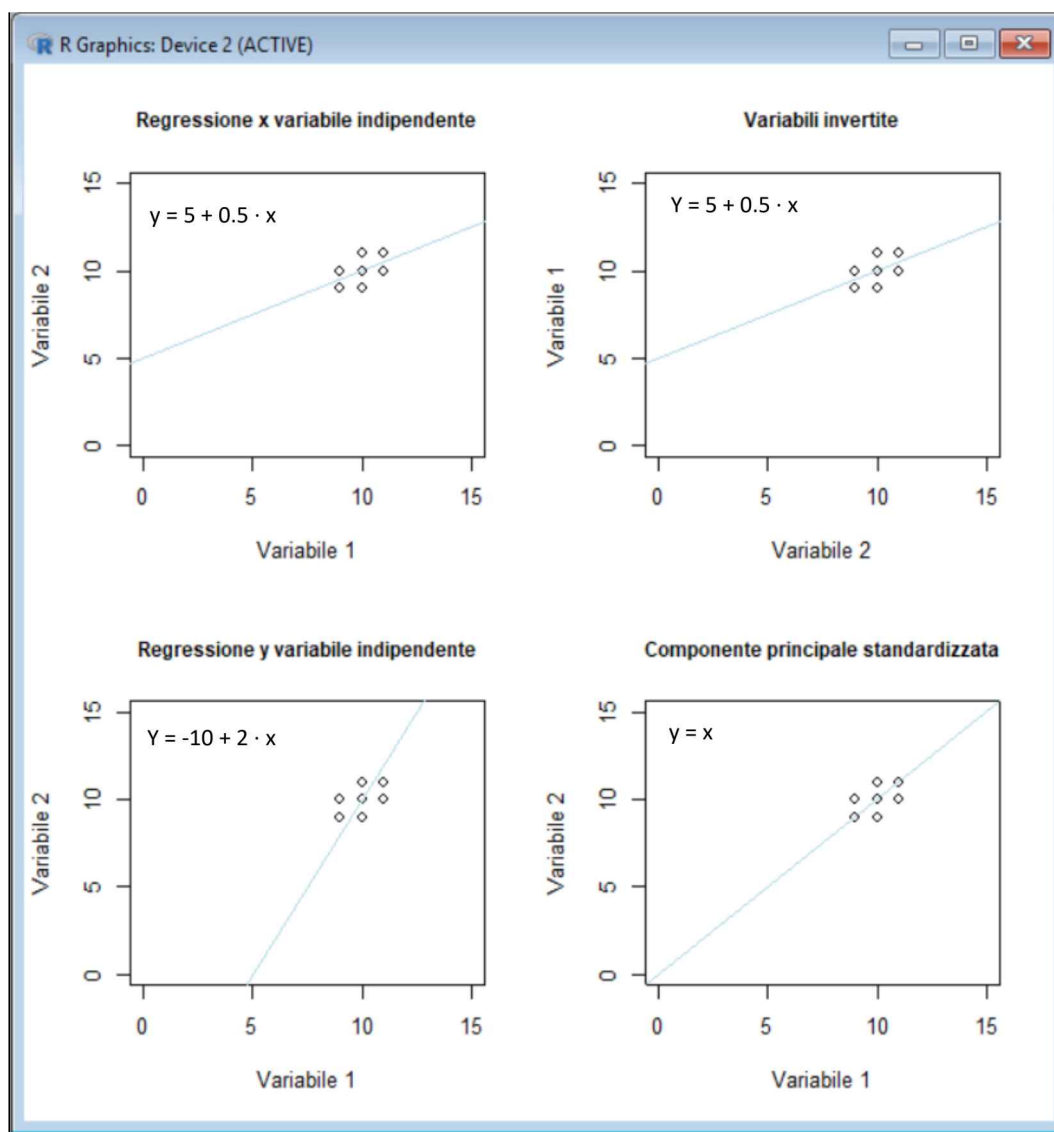 R Graphics: Device 2 (ACTIVE)
Regressione x variabile indipendente
y = 5 + 0.5 · x
15
10
5
0
Variabile 2
0 5 10 15
Variabile 1
Variabili invertite
Y = 5 + 0.5 · x
15
10
5
0
Variabile 1
0 5 10 15
Variabile 2
Regressione y variabile indipendente
Y = -10 + 2 · x
15
10
5
0
Variabile 2
0 5 10 15
Variabile 1
Componente principale standardizzata
y = x
15
10
5
0
Variabile 2
0 5 10 15
Variabile 1